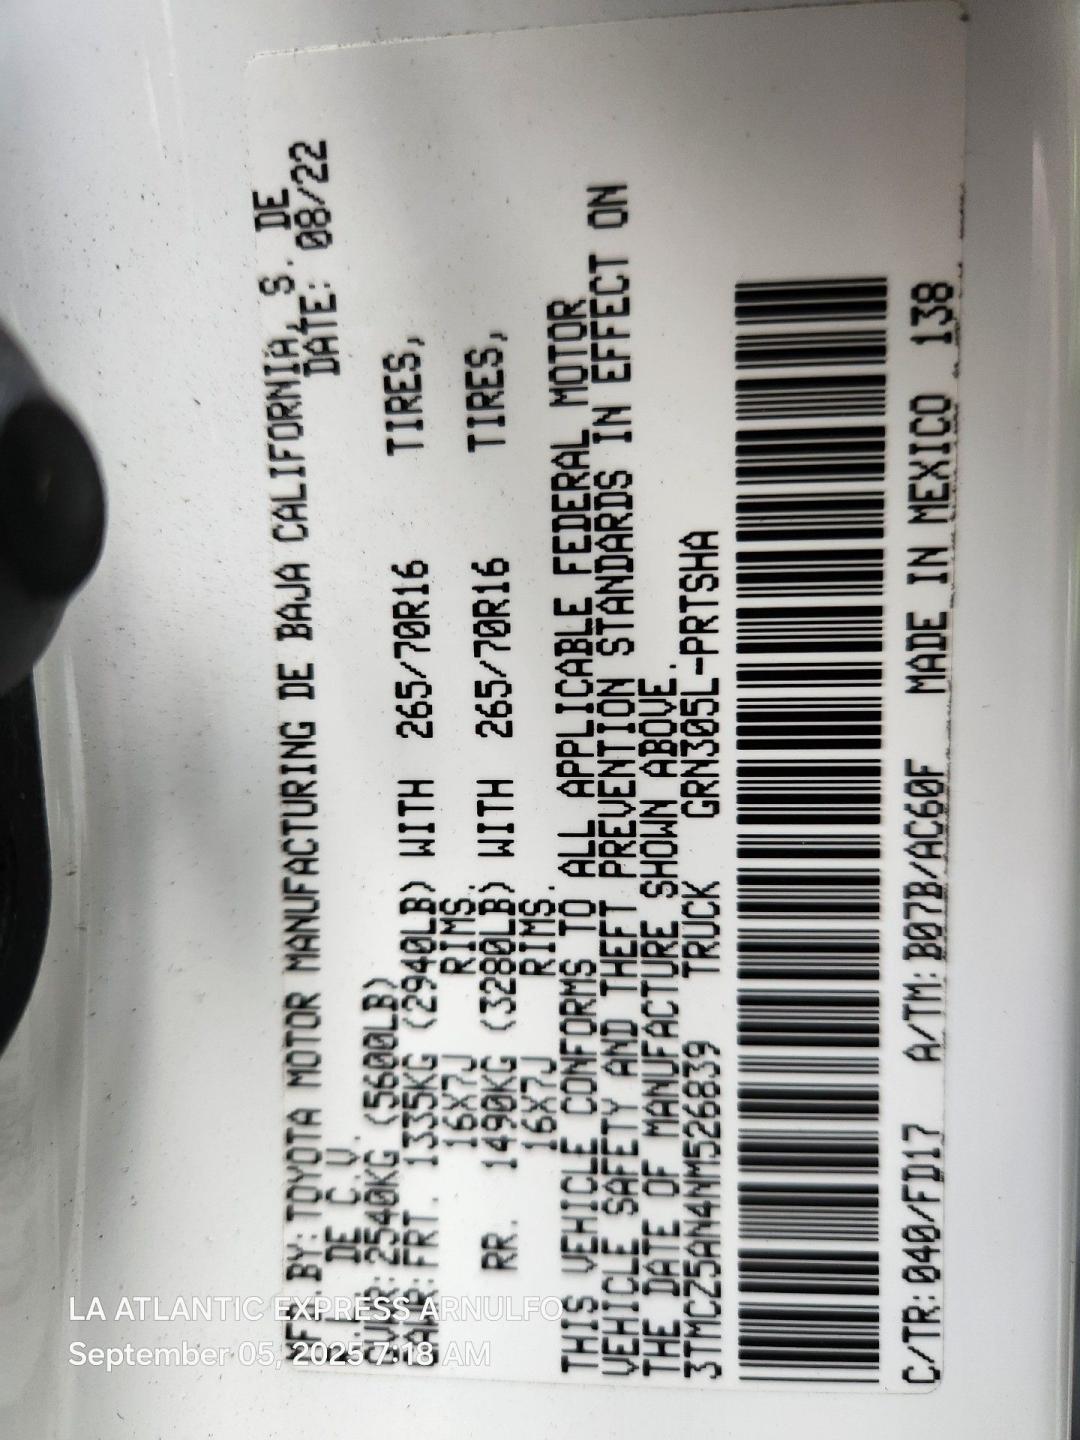 MFD.BY:TOYOTA MOTOR MANUFACTURING DE BAJA CALIFORNIA, S. DE
R.L. DE C.V. DATE: 08/22
GVWR:2540KG (5600LB)
GAWR:FRT. 1335KG (2940LB) WITH 265/70R16 TIRES,
16X7J RIMS.
RR. 1490KG (3280LB) WITH 265/70R16 TIRES,
16X7J RIMS.
THIS VEHICLE CONFORMS TO ALL APPLICABLE FEDERAL MOTOR
VEHICLE SAFETY AND THEFT PREVENTION STANDARDS IN EFFECT ON
THE DATE OF MANUFACTURE SHOWN ABOVE.
3TMCZ5AN4NM526839 TRUCK GRN305L-PRTSHA
C/TR:040/FD17 A/TM:B07B/AC60F MADE IN MEXICO 138
LA ATLANTIC EXPRESS ARNULFO
September 05, 2025 7:18 AM